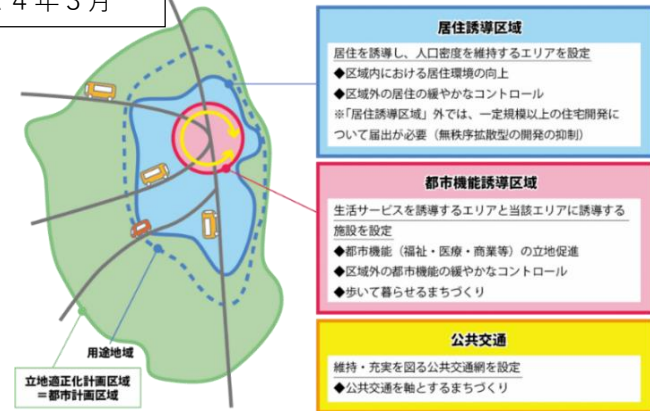 4年3月
居住誘導区域
居住を誘導し、人口密度を維持するエリアを設定
◆区域内における居住環境の向上
◆区域外の居住の緩やかなコントロール
※「居住誘導区域」外では、一定規模以上の住宅開発に
ついて届出が必要（無秩序拡散型の開発の抑制）
都市機能誘導区域
生活サービスを誘導するエリアと当該エリアに誘導する
施設を設定
◆都市機能（福祉・医療・商業等）の立地促進
◆区域外の都市機能の緩やかなコントロール
◆歩いて暮らせるまちづくり
公共交通
維持・充実を図る公共交通網を設定
◆公共交通を軸とするまちづくり
用途地域
立地適正化計画区域
＝都市計画区域